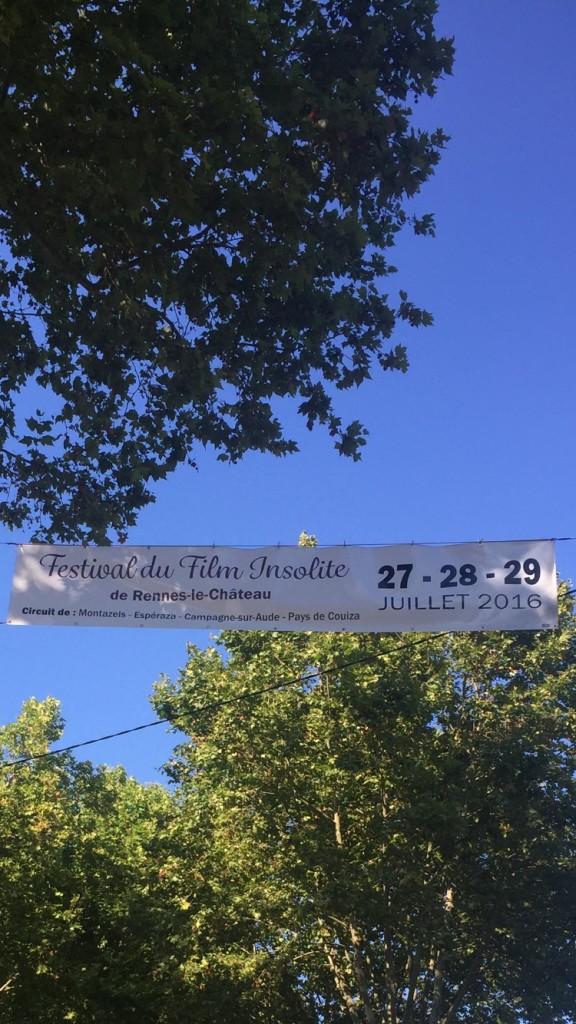 Festival du Film Insolite
de Rennes-le-Château
Circuit de : Montazels - Espéraza - Campagne-sur-Aude - Pays de Couiza
27 - 28 - 29
JUILLET 2016